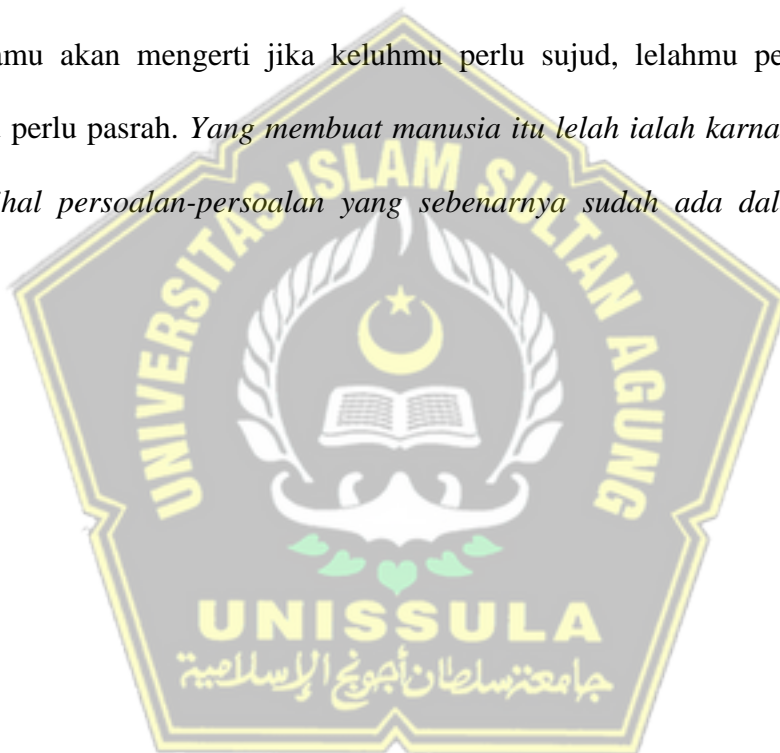 amu akan mengerti jika keluhmu perlu sujud, lelahmu pe
perlu pasrah. Yang membuat manusia itu lelah ialah karna
hal persoalan-persoalan yang sebenarnya sudah ada dal
UNIVERSITAS ISLAM SULTAN AGUNG
UNISSULA
جامعة سلطان أجونج الإسلامية